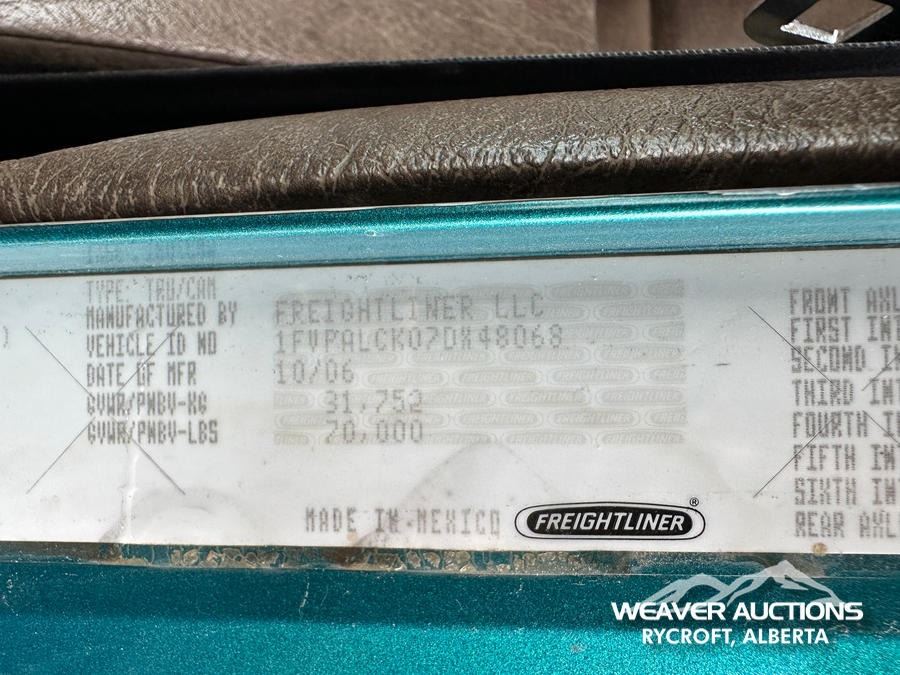 TYPE: TRU/CAM
MANUFACTURED BY FREIGHTLINER LLC
VEHICLE ID NO 1FVPALCK07DX48068
DATE OF MFR 10/06
GVWR/PNBV-KG 31,752
GVWR/PNBV-LBS 70,000
MADE IN MEXICO
FREIGHTLINER®
FRONT AXL
FIRST INT
SECOND IN
THIRD INT
FOURTH IN
FIFTH IN
SIXTH INT
REAR AXL
WEAVER AUCTIONS
RYCROFT, ALBERTA